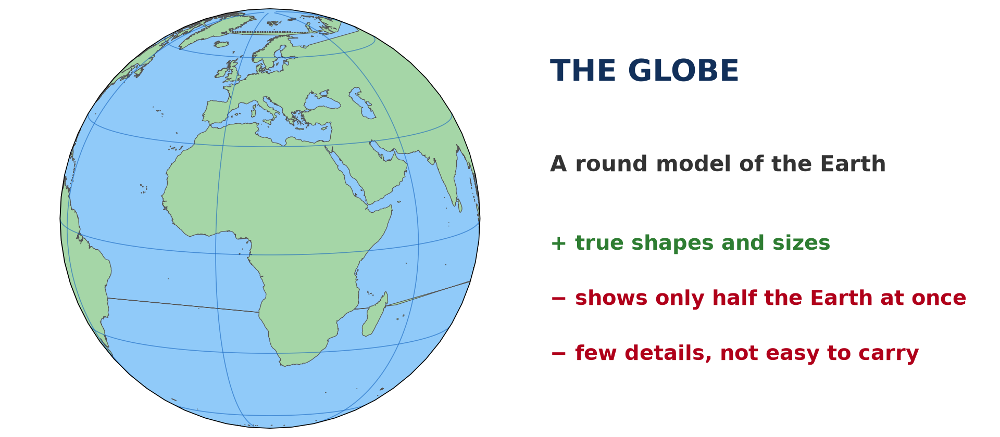 THE GLOBE
A round model of the Earth
+ true shapes and sizes
− shows only half the Earth at once
− few details, not easy to carry